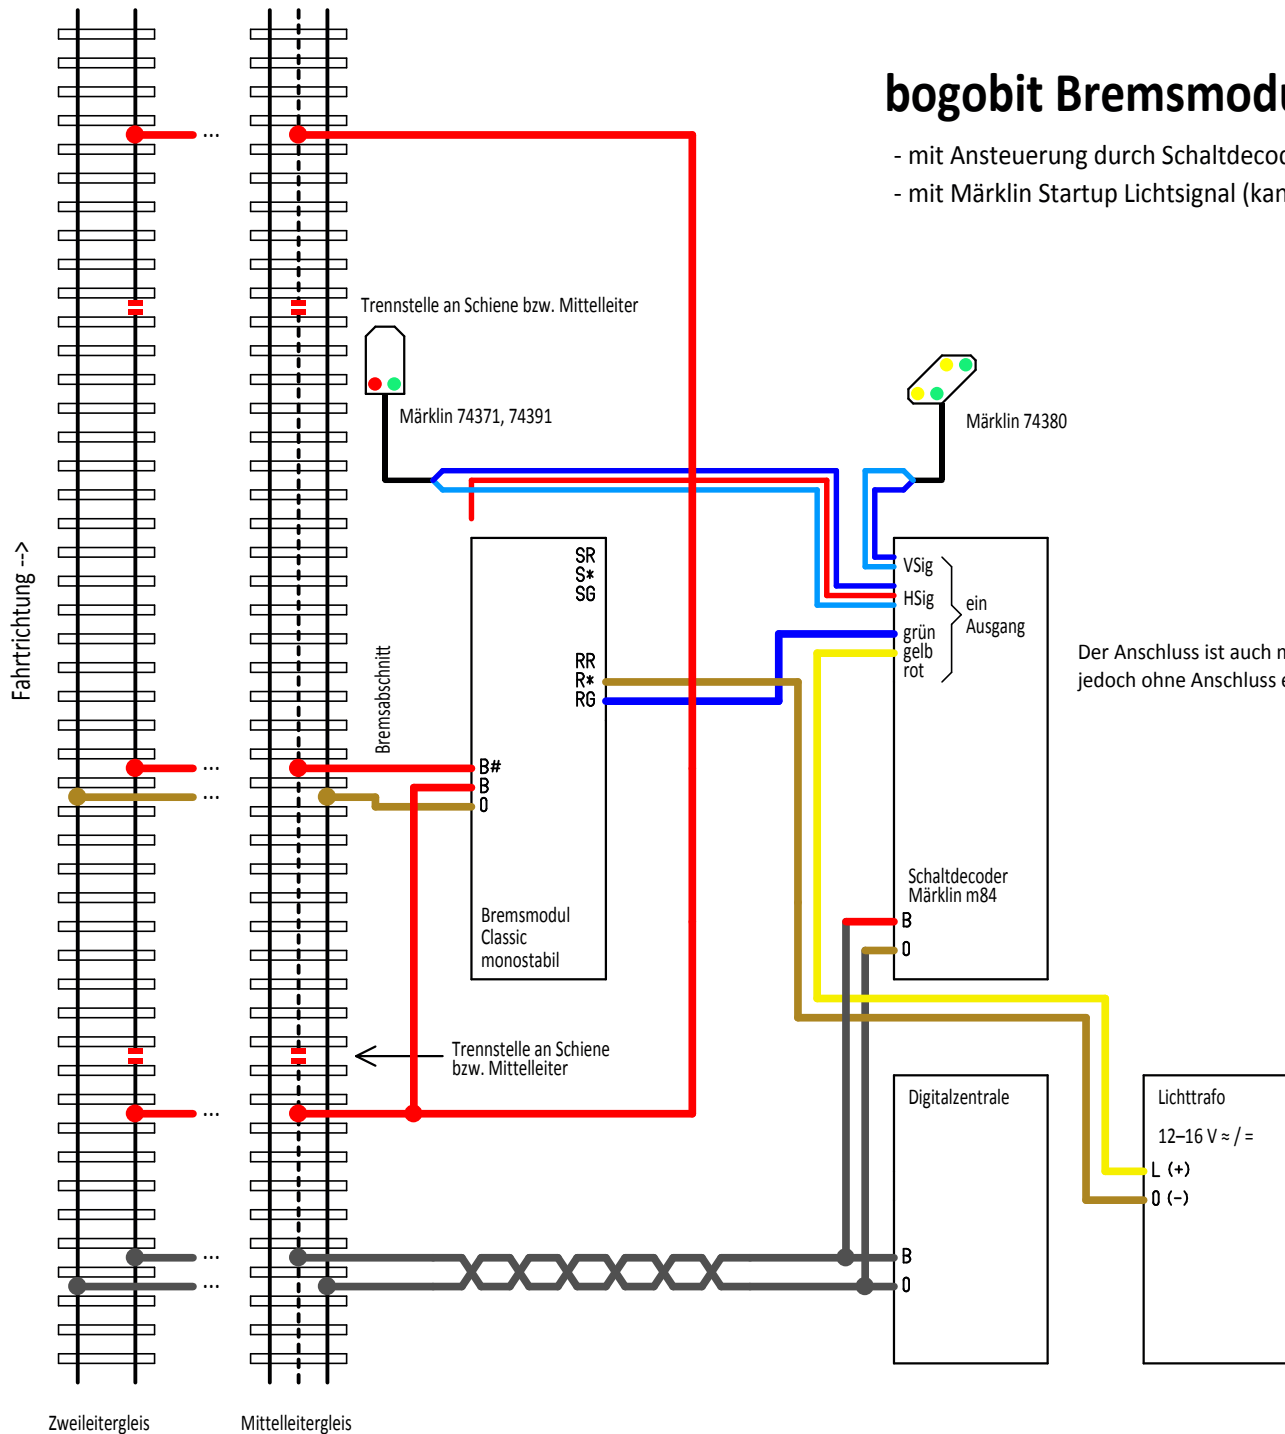 bogobit Bremsmodu
- mit Ansteuerung durch Schaltdecod
- mit Märklin Startup Lichtsignal (kan
...
Trennstelle an Schiene bzw. Mittelleiter
Märklin 74371, 74391
Märklin 74380
Fahrtrichtung -->
SR
S*
SG
RR
R*
RG
VSig
HSig
grün
gelb
rot
ein
Ausgang
Der Anschluss ist auch m
jedoch ohne Anschluss e
Bremsabschnitt
...
...
B#
B
0
Bremsmodul
Classic
monostabil
Schaltdecoder
Märklin m84
B
0
Trennstelle an Schiene
bzw. Mittelleiter
...
Digitalzentrale
B
0
Lichttrafo
12–16 V ≈ / =
L (+)
0 (–)
...
...
Zweileitergleis
Mittelleitergleis